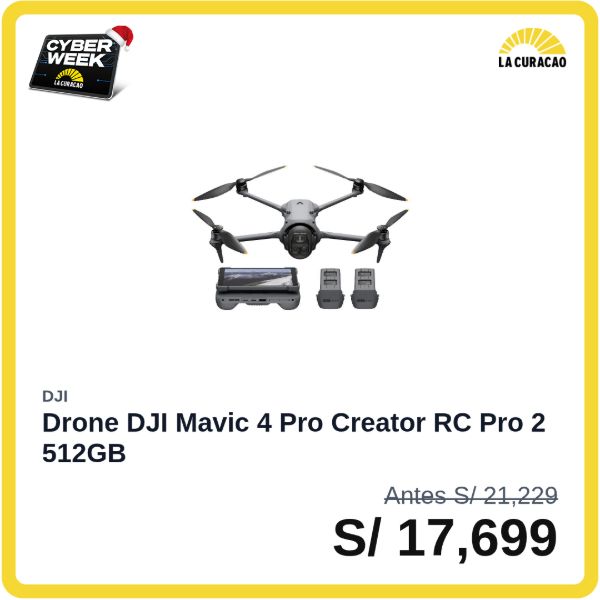 CYBER
WEEK
LA CURACAO
LA CURACAO
DJI
Drone DJI Mavic 4 Pro Creator RC Pro 2
512GB
Antes S/ 21,229
S/ 17,699